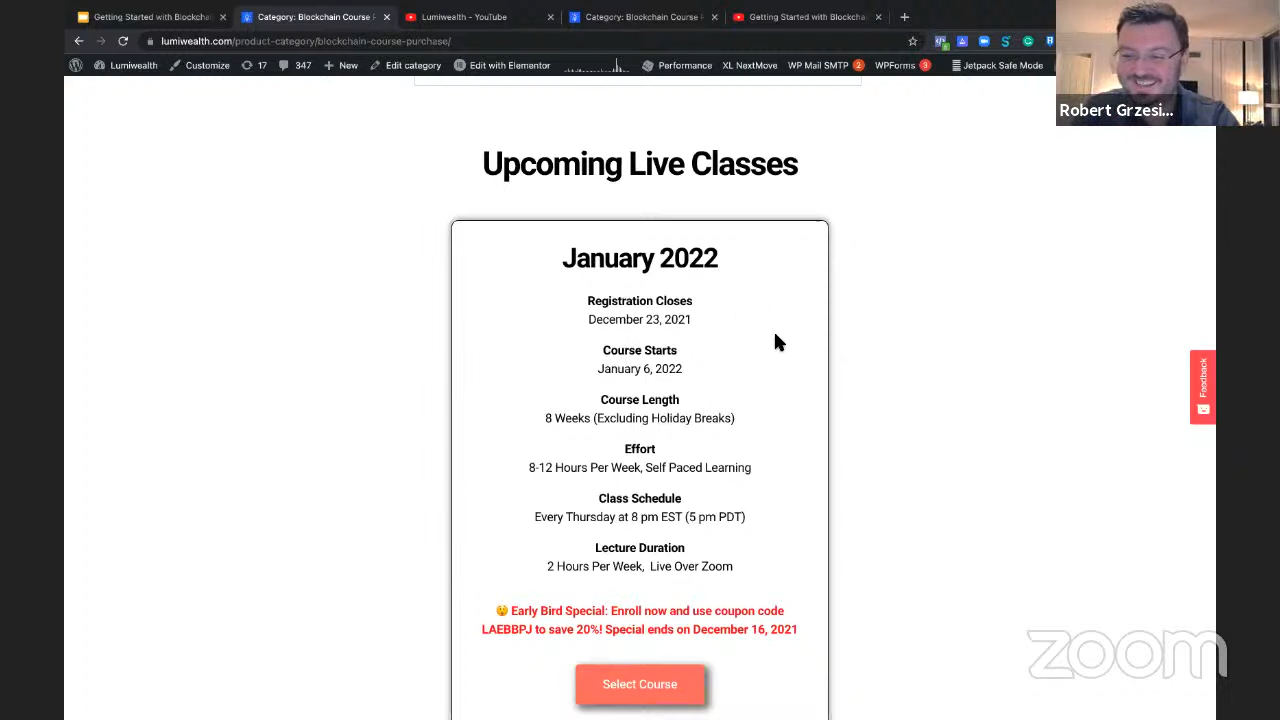 Getting Started with Blockchai
Category: Blockchain Course F
Lumiwealth - YouTube
Category: Blockchain Course F
Getting Started with Blockcha
lumiwealth.com/product-category/blockchain-course-purchase/
Lumiwealth
Customize
17
347
New
Edit category
Edit with Elementor
Performance
XL NextMove
WP Mail SMTP 2
WPForms 3
Jetpack Safe Mode
Robert Grzesi...
Upcoming Live Classes
January 2022
Registration Closes
December 23, 2021
Course Starts
January 6, 2022
Course Length
8 Weeks (Excluding Holiday Breaks)
Effort
8-12 Hours Per Week, Self Paced Learning
Class Schedule
Every Thursday at 8 pm EST (5 pm PDT)
Lecture Duration
2 Hours Per Week, Live Over Zoom
Early Bird Special: Enroll now and use coupon code
LAEBBPJ to save 20%! Special ends on December 16, 2021
Select Course
Feedback
zoom